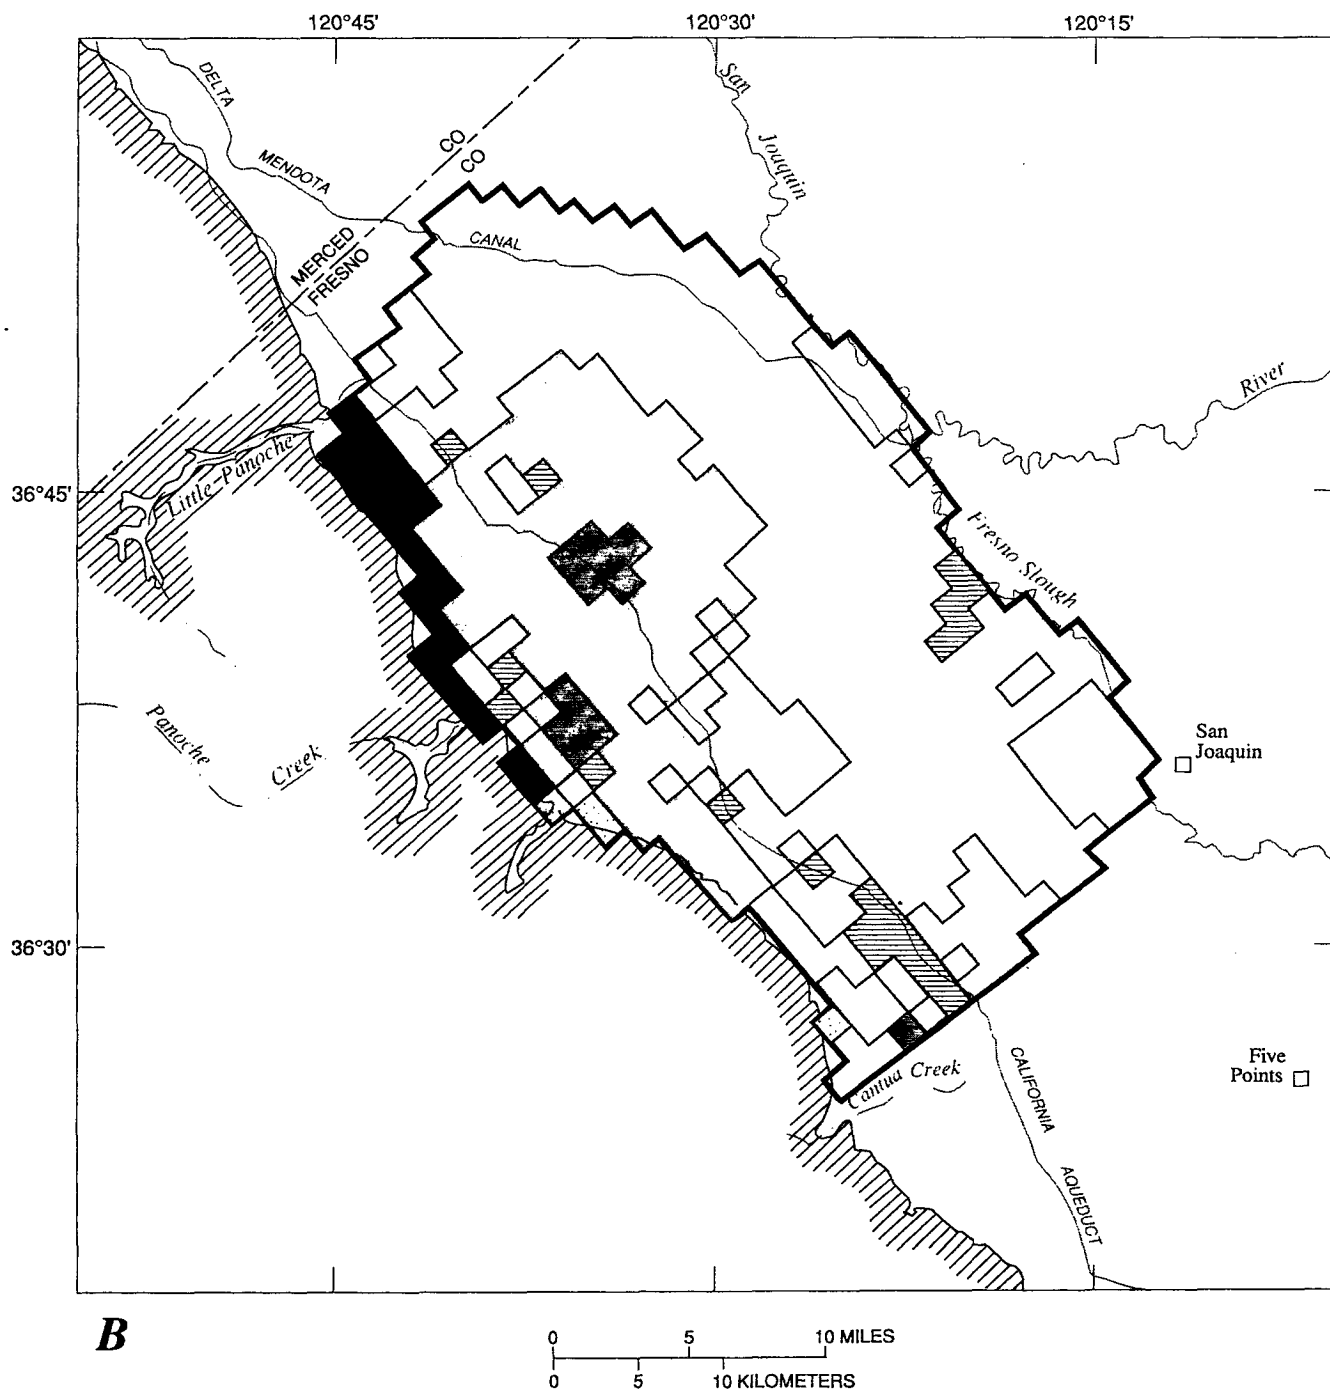 120°45'
120°30'
120°15'
DELTA
MENDOTA
CANAL
CO
CO
MERCED
FRESNO
San
Joaquin
River
Little Panoche
36°45'
Fresno Slough
Panoche
Creek
San
Joaquin
36°30'
Five
Points
Cantua Creek
CALIFORNIA
AQUEDUCT
B
0 5 10 MILES
0 5 10 KILOMETERS